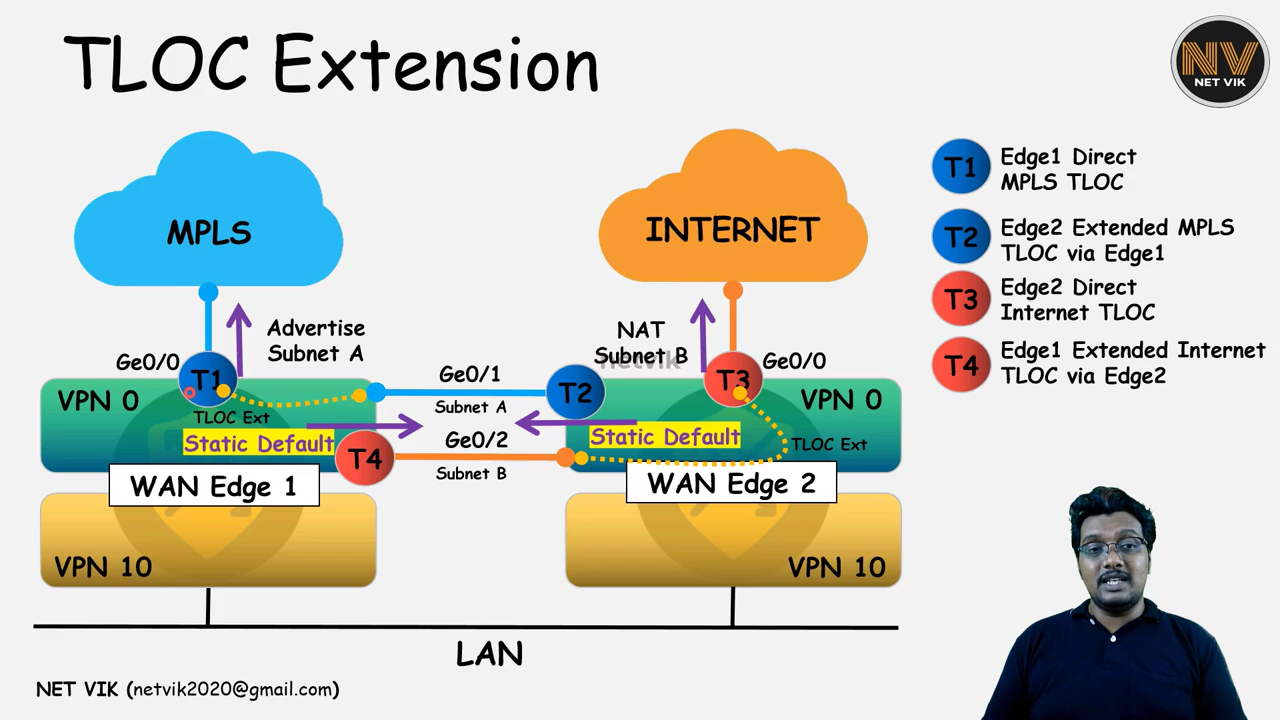 TLOC Extension
NV
NET VIK
MPLS
INTERNET
T1
Edge1 Direct
MPLS TLOC
T2
Edge2 Extended MPLS
TLOC via Edge1
T3
Edge2 Direct
Internet TLOC
T4
Edge1 Extended Internet
TLOC via Edge2
Advertise
Subnet A
NAT
Subnet B
netvik
Ge0/0
T1
Ge0/1
T2
T3
Ge0/0
VPN 0
TLOC Ext
Subnet A
VPN 0
Static Default
T4
Ge0/2
Static Default
TLOC Ext
Subnet B
WAN Edge 1
WAN Edge 2
VPN 10
VPN 10
LAN
NET VIK (netvik2020@gmail.com)